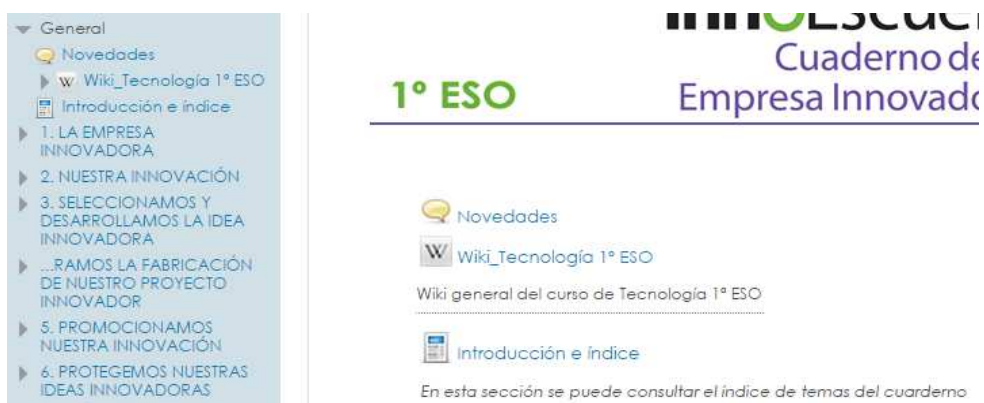 General
Novedades
Wiki_Tecnología 1º ESO
Introducción e índice
1. LA EMPRESA
INNOVADORA
2. NUESTRA INNOVACIÓN
3. SELECCIONAMOS Y
DESARROLLAMOS LA IDEA
INNOVADORA
...RAMOS LA FABRICACIÓN
DE NUESTRO PROYECTO
INNOVADOR
5. PROMOCIONAMOS
NUESTRA INNOVACIÓN
6. PROTEGEMOS NUESTRAS
IDEAS INNOVADORAS
Cuaderno de
1º ESO
Empresa Innovado
Novedades
Wiki_Tecnología 1º ESO
Wiki general del curso de Tecnología 1º ESO
Introducción e índice
En esta sección se puede consultar el índice de temas del cuarderno